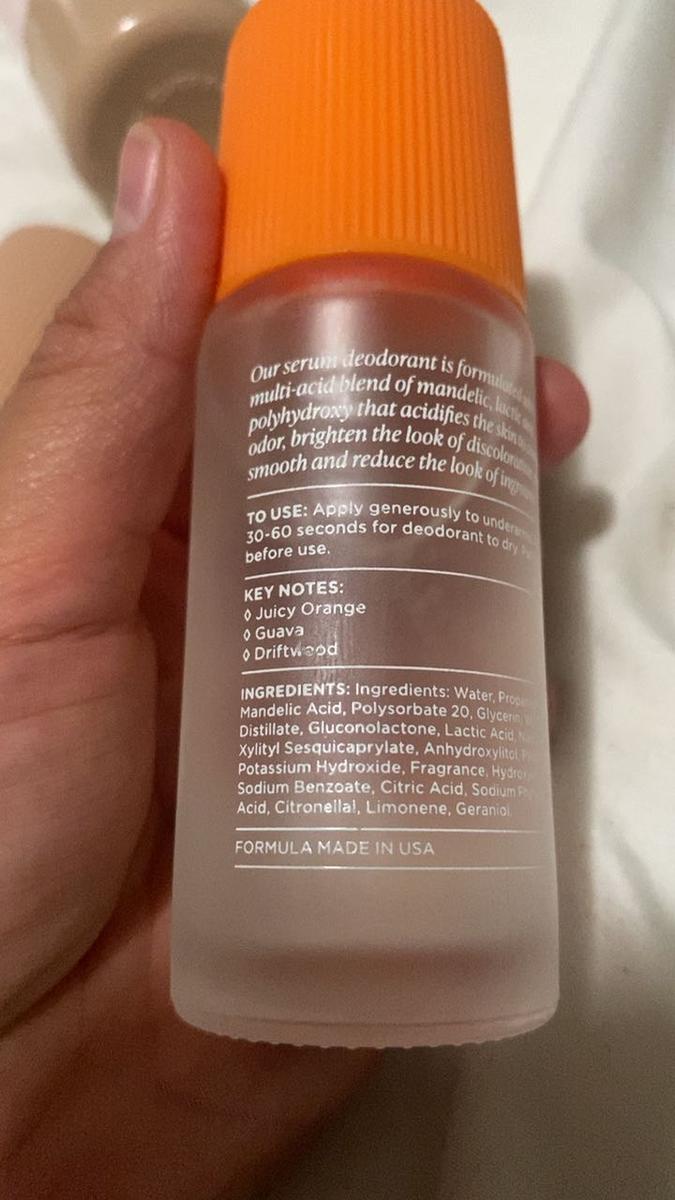 Our serum deodorant is formulated
multi-acid blend of mandelic, lactic
polyhydroxy that acidifies the skin to
odor, brighten the look of
smooth and reduce the look of
TO USE: Apply generously to
30-60 seconds for deodorant to dry.
before use.
KEY NOTES:
◊ Juicy Orange
◊ Guava
◊ Driftwood
INGREDIENTS: Ingredients: Water,
Mandelic Acid, Polysorbate 20, Glycerin,
Distillate, Gluconolactone, Lactic Acid,
Xylityl Sesquicaprylate, Anhydroxylitol,
Potassium Hydroxide, Fragrance,
Sodium Benzoate, Citric Acid, Sodium
Acid, Citronellal, Limonene, Geraniol.
FORMULA MADE IN USA